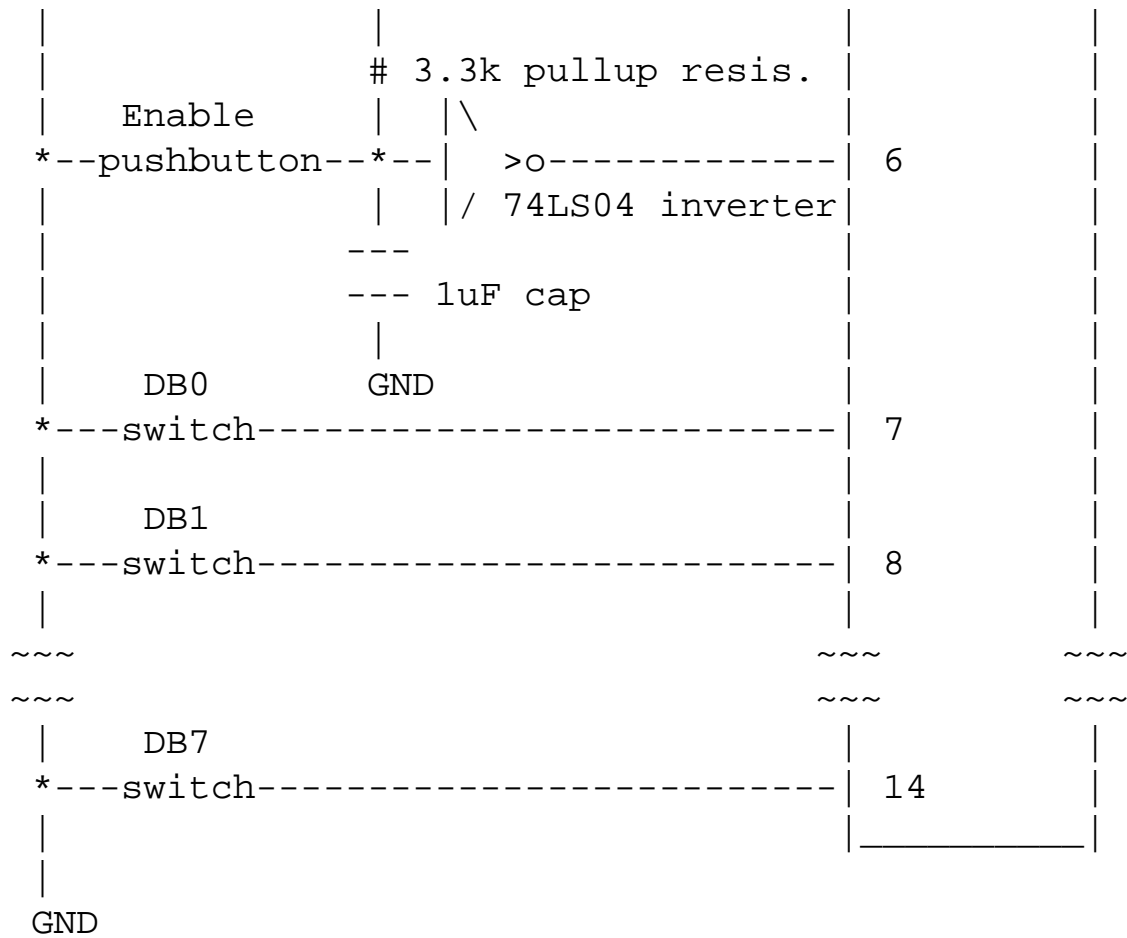 |              |                    |          |
 |              # 3.3k pullup resis. |          |
 |   Enable     |  |\                |          |
 *--pushbutton--*--|  >o-------------| 6        |
 |              |  |/ 74LS04 inverter|          |
 |             ---                   |          |
 |             --- 1uF cap           |          |
 |              |                    |          |
 |    DB0      GND                   |          |
 *---switch--------------------------| 7        |
 |                                   |          |
 |    DB1                            |          |
 *---switch--------------------------| 8        |
 |                                   |          |
~~~                                 ~~~        ~~~
~~~                                 ~~~        ~~~
 |    DB7                            |          |
 *---switch--------------------------| 14       |
 |                                   |__________|
 |
 GND